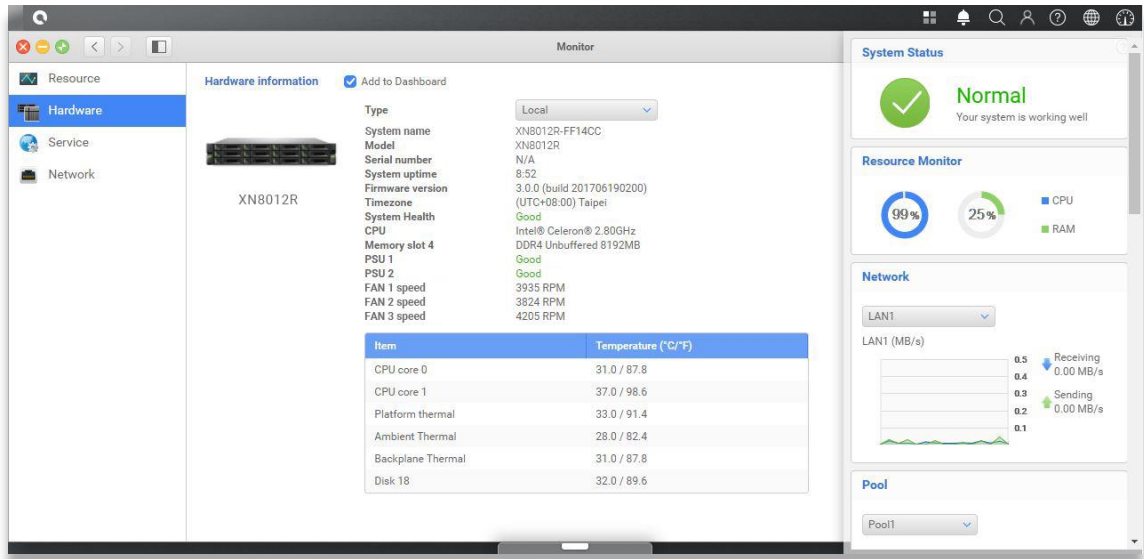 Monitor
Resource
Hardware
Service
Network
Hardware information
Add to Dashboard
XN8012R
Type Local
System name XN8012R-FF14CC
Model XN8012R
Serial number N/A
System uptime 8:52
Firmware version 3.0.0 (build 201706190200)
Timezone (UTC+08:00) Taipei
System Health Good
CPU Intel® Celeron® 2.80GHz
Memory slot 4 DDR4 Unbuffered 8192MB
PSU 1 Good
PSU 2 Good
FAN 1 speed 3935 RPM
FAN 2 speed 3824 RPM
FAN 3 speed 4205 RPM
Item Temperature (°C/°F)
CPU core 0 31.0 / 87.8
CPU core 1 37.0 / 98.6
Platform thermal 33.0 / 91.4
Ambient Thermal 28.0 / 82.4
Backplane Thermal 31.0 / 87.8
Disk 18 32.0 / 89.6
System Status
Normal
Your system is working well
Resource Monitor
99%
25%
CPU
RAM
Network
LAN1
LAN1 (MB/s)
0.5
0.4
0.3
0.2
0.1
Receiving
0.00 MB/s
Sending
0.00 MB/s
Pool
Pool1